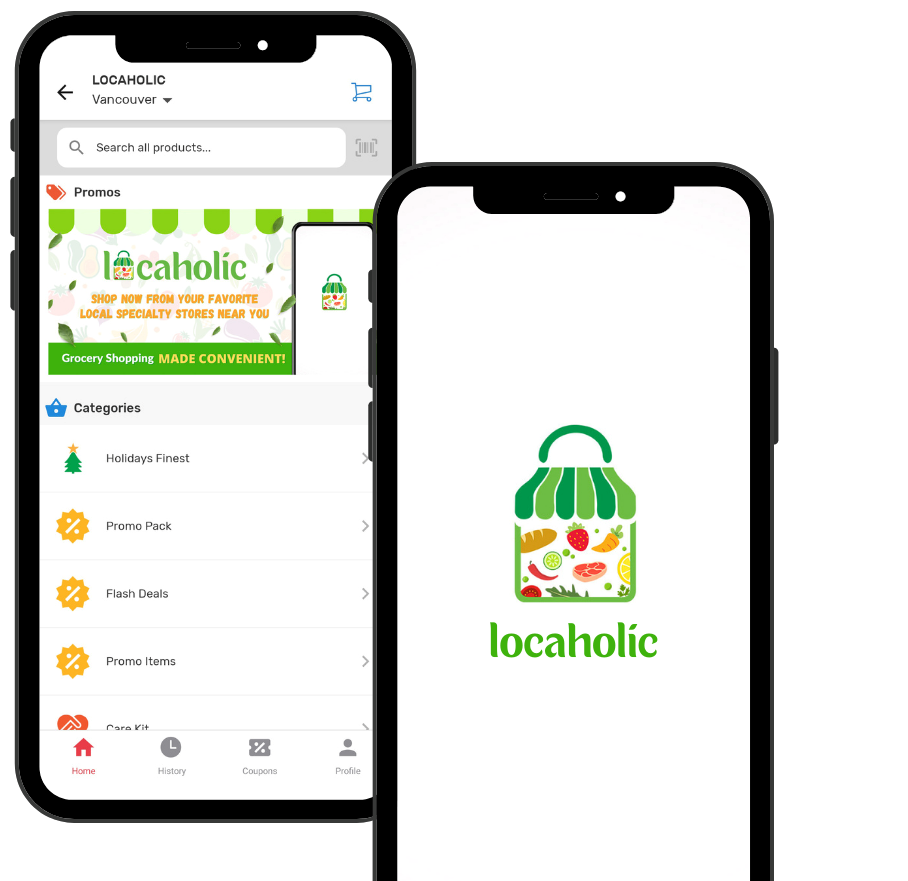 LOCAHOLIC
Vancouver
Search all products...
Promos
locaholic
SHOP NOW FROM YOUR FAVORITE
LOCAL SPECIALTY STORES NEAR YOU
Grocery Shopping MADE CONVENIENT!
Categories
Holidays Finest
Promo Pack
Flash Deals
Promo Items
Care Kit
Home
History
Coupons
Profile
locaholíc